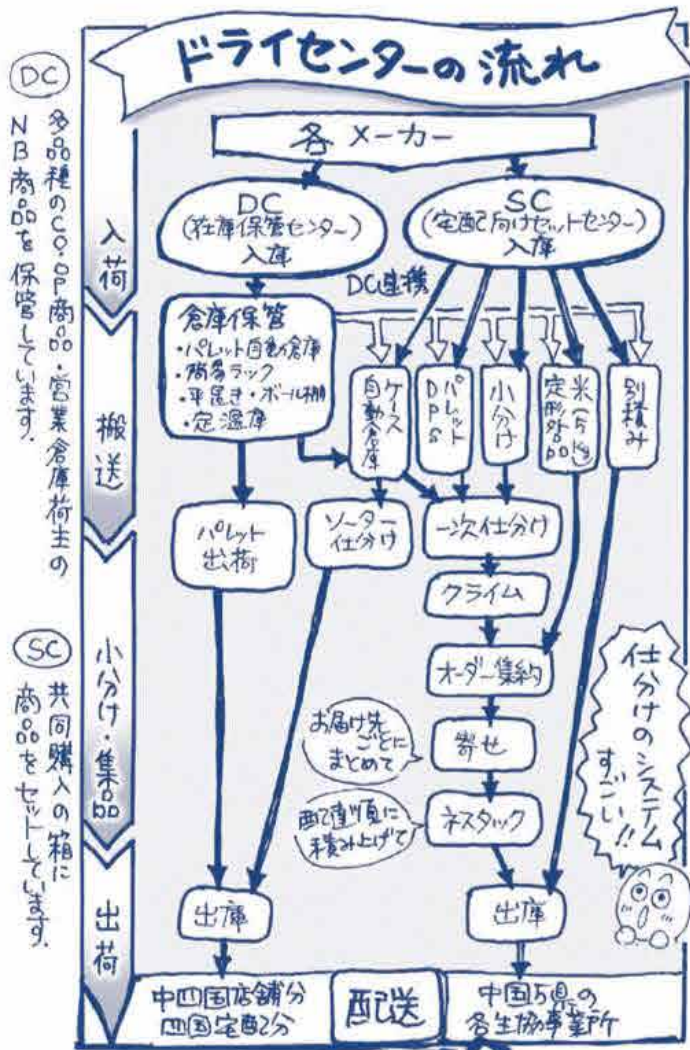 ドライセンターの流れ
各メーカー
DC
(在庫保管センター)
入庫
SC
(宅配向けセットセンター)
入庫
DC連携
倉庫保管
・パレット自動倉庫
・簡易ラック
・平置き・ボール棚
・定温庫
ケース
自動倉庫
パレット
DPS
小分け
米(5kg)
定形外品
別積み
パレット
出荷
ソーター
仕分け
一次仕分け
クライム
オーダー集約
お届け先
ごとに
まとめて
寄せ
配達順に
積み上げて
ネスタック
仕分けのシステム
すごい!!
出庫
出庫
中四国店舗分
四国宅配分
配送
中国5県の
各生協事業所
入荷
搬送
小分け・集品
出荷
DC
多品種のCO・OP商品・営業倉庫荷主の
NB商品を保管しています。
SC
共同購入の箱に
商品をセットしています。